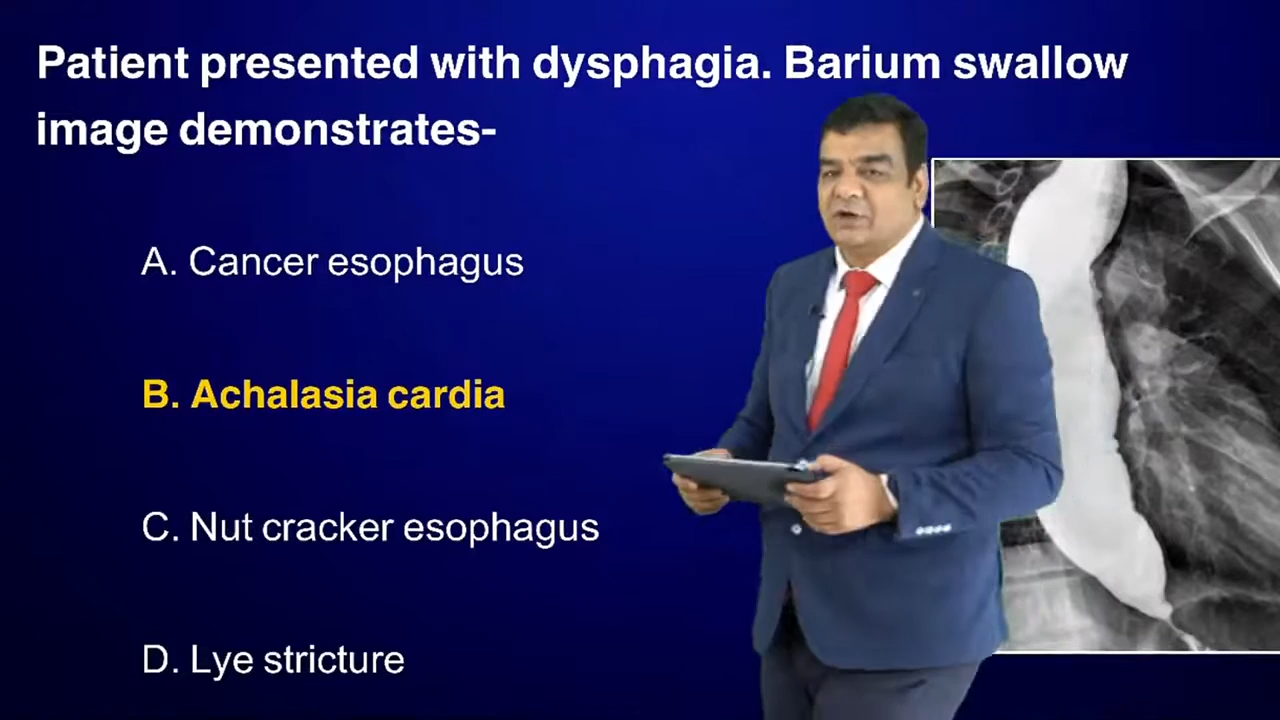 Patient presented with dysphagia. Barium swallow
image demonstrates-
A. Cancer esophagus
B. Achalasia cardia
C. Nut cracker esophagus
D. Lye stricture